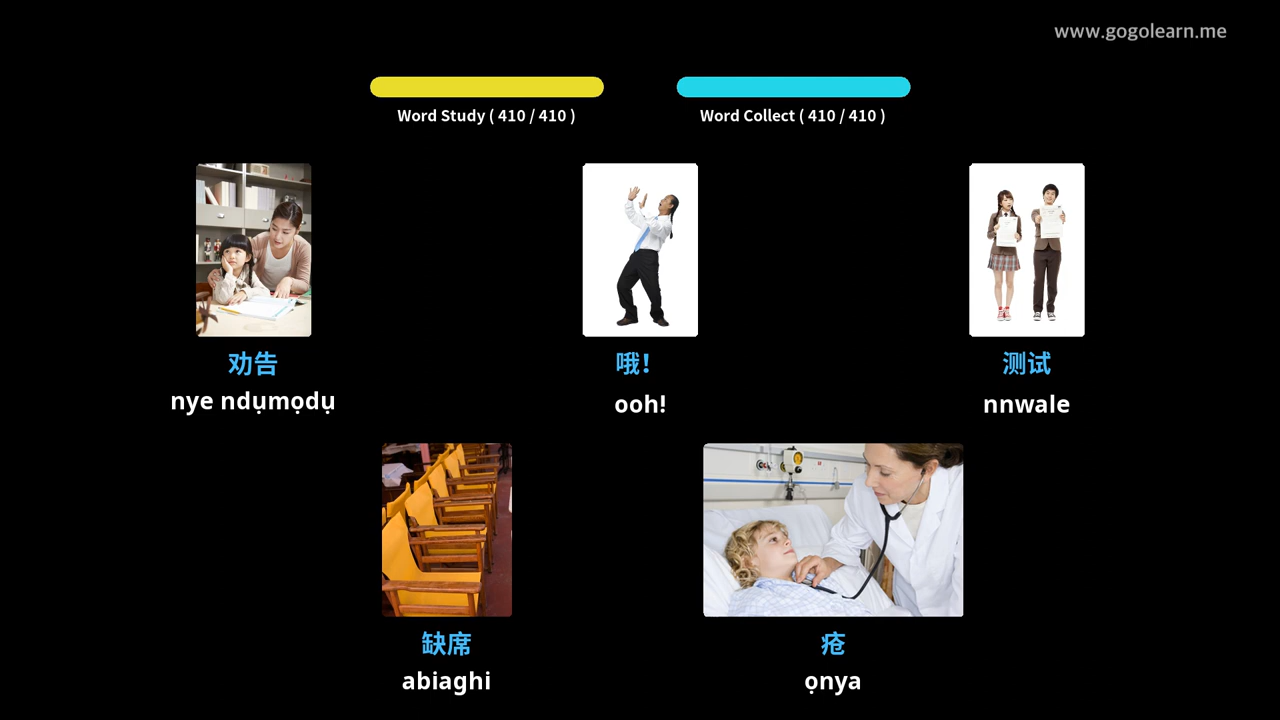 www.gogolearn.me
Word Study ( 410 / 410 )
Word Collect ( 410 / 410 )
劝告
nye ndụmọdụ
哦!
ooh!
测试
nnwale
缺席
abiaghi
疮
ọnya